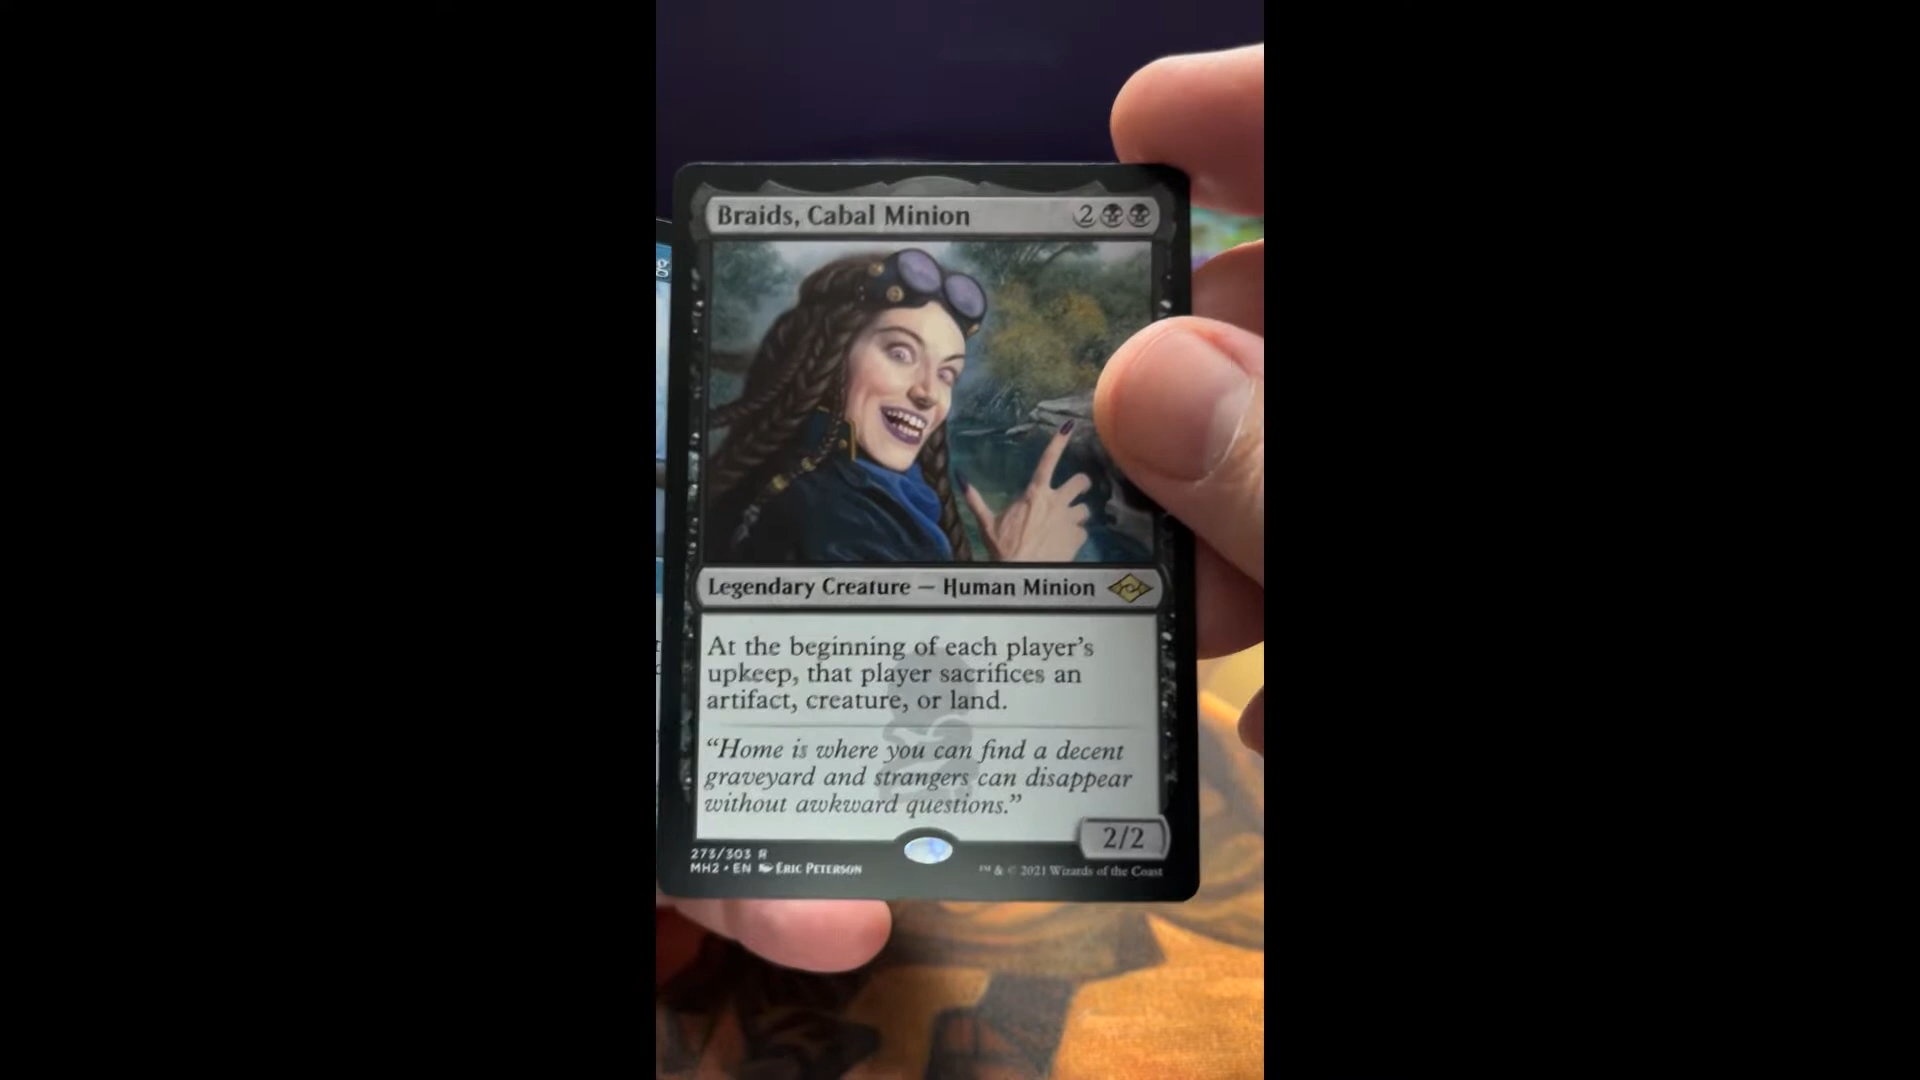 Braids, Cabal Minion 2
g
Legendary Creature — Human Minion
At the beginning of each player's
upkeep, that player sacrifices an
artifact, creature, or land.
"Home is where you can find a decent
graveyard and strangers can disappear
without awkward questions."
2/2
273/303 R
MH2 • EN Eric Peterson
™ & © 2021 Wizards of the Coast